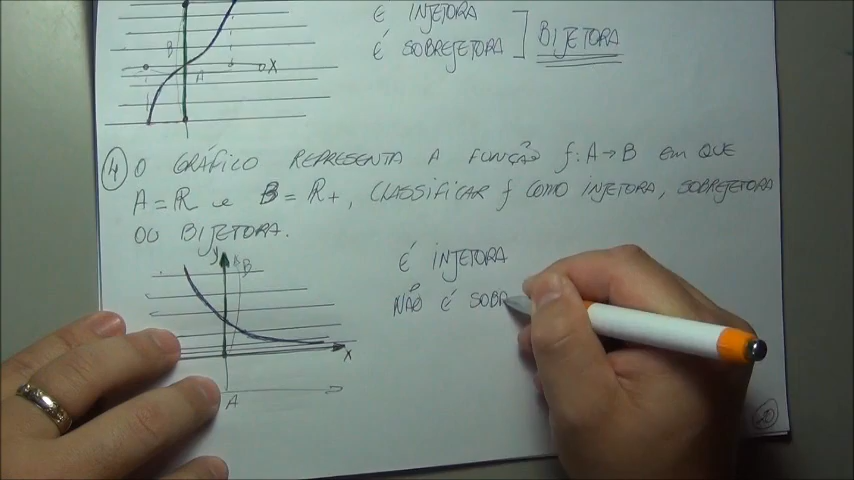 É INJETORA
É SOBREJETORA ] BIJETORA
B
A
X
4 O GRÁFICO REPRESENTA A FUNÇÃO f: A→B em QUE
A = ℝ e B = ℝ+, CLASSIFICAR f COMO INJETORA, SOBREJETORA
OU BIJETORA.
y
B
É INJETORA
NÃO É SOBR
X
A